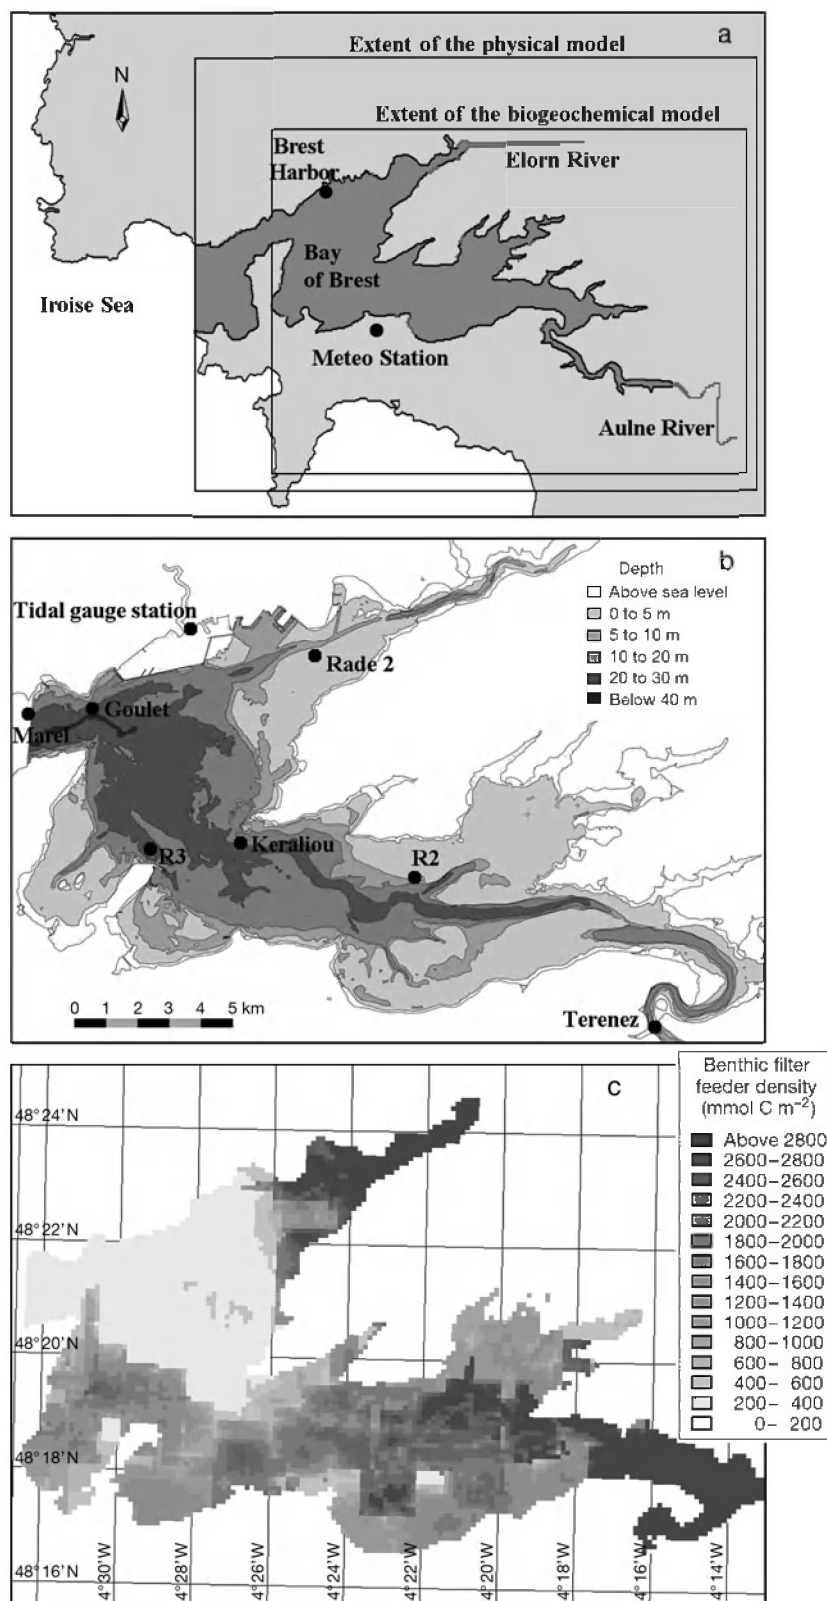 a
Extent of the physical model
N
Extent of the biogeochemical model
Brest
Harbor
Elorn River
Bay
of Brest
Iroise Sea
Meteo Station
Aulne River
b
Depth
Above sea level
0 to 5 m
5 to 10 m
10 to 20 m
20 to 30 m
Below 40 m
Tidal gauge station
Rade 2
Goulet
Marel
R3
Keraliou
R2
0 1 2 3 4 5 km
Terenez
c
Benthic filter
feeder density
(mmol C m⁻²)
Above 2800
2600–2800
2400–2600
2200–2400
2000–2200
1800–2000
1600–1800
1400–1600
1200–1400
1000–1200
800–1000
600–800
400–600
200–400
0–200
48°24'N
48°22'N
48°20'N
48°18'N
48°16'N
4°30'W
4°28'W
4°26'W
4°24'W
4°22'W
4°20'W
4°18'W
4°16'W
4°14'W